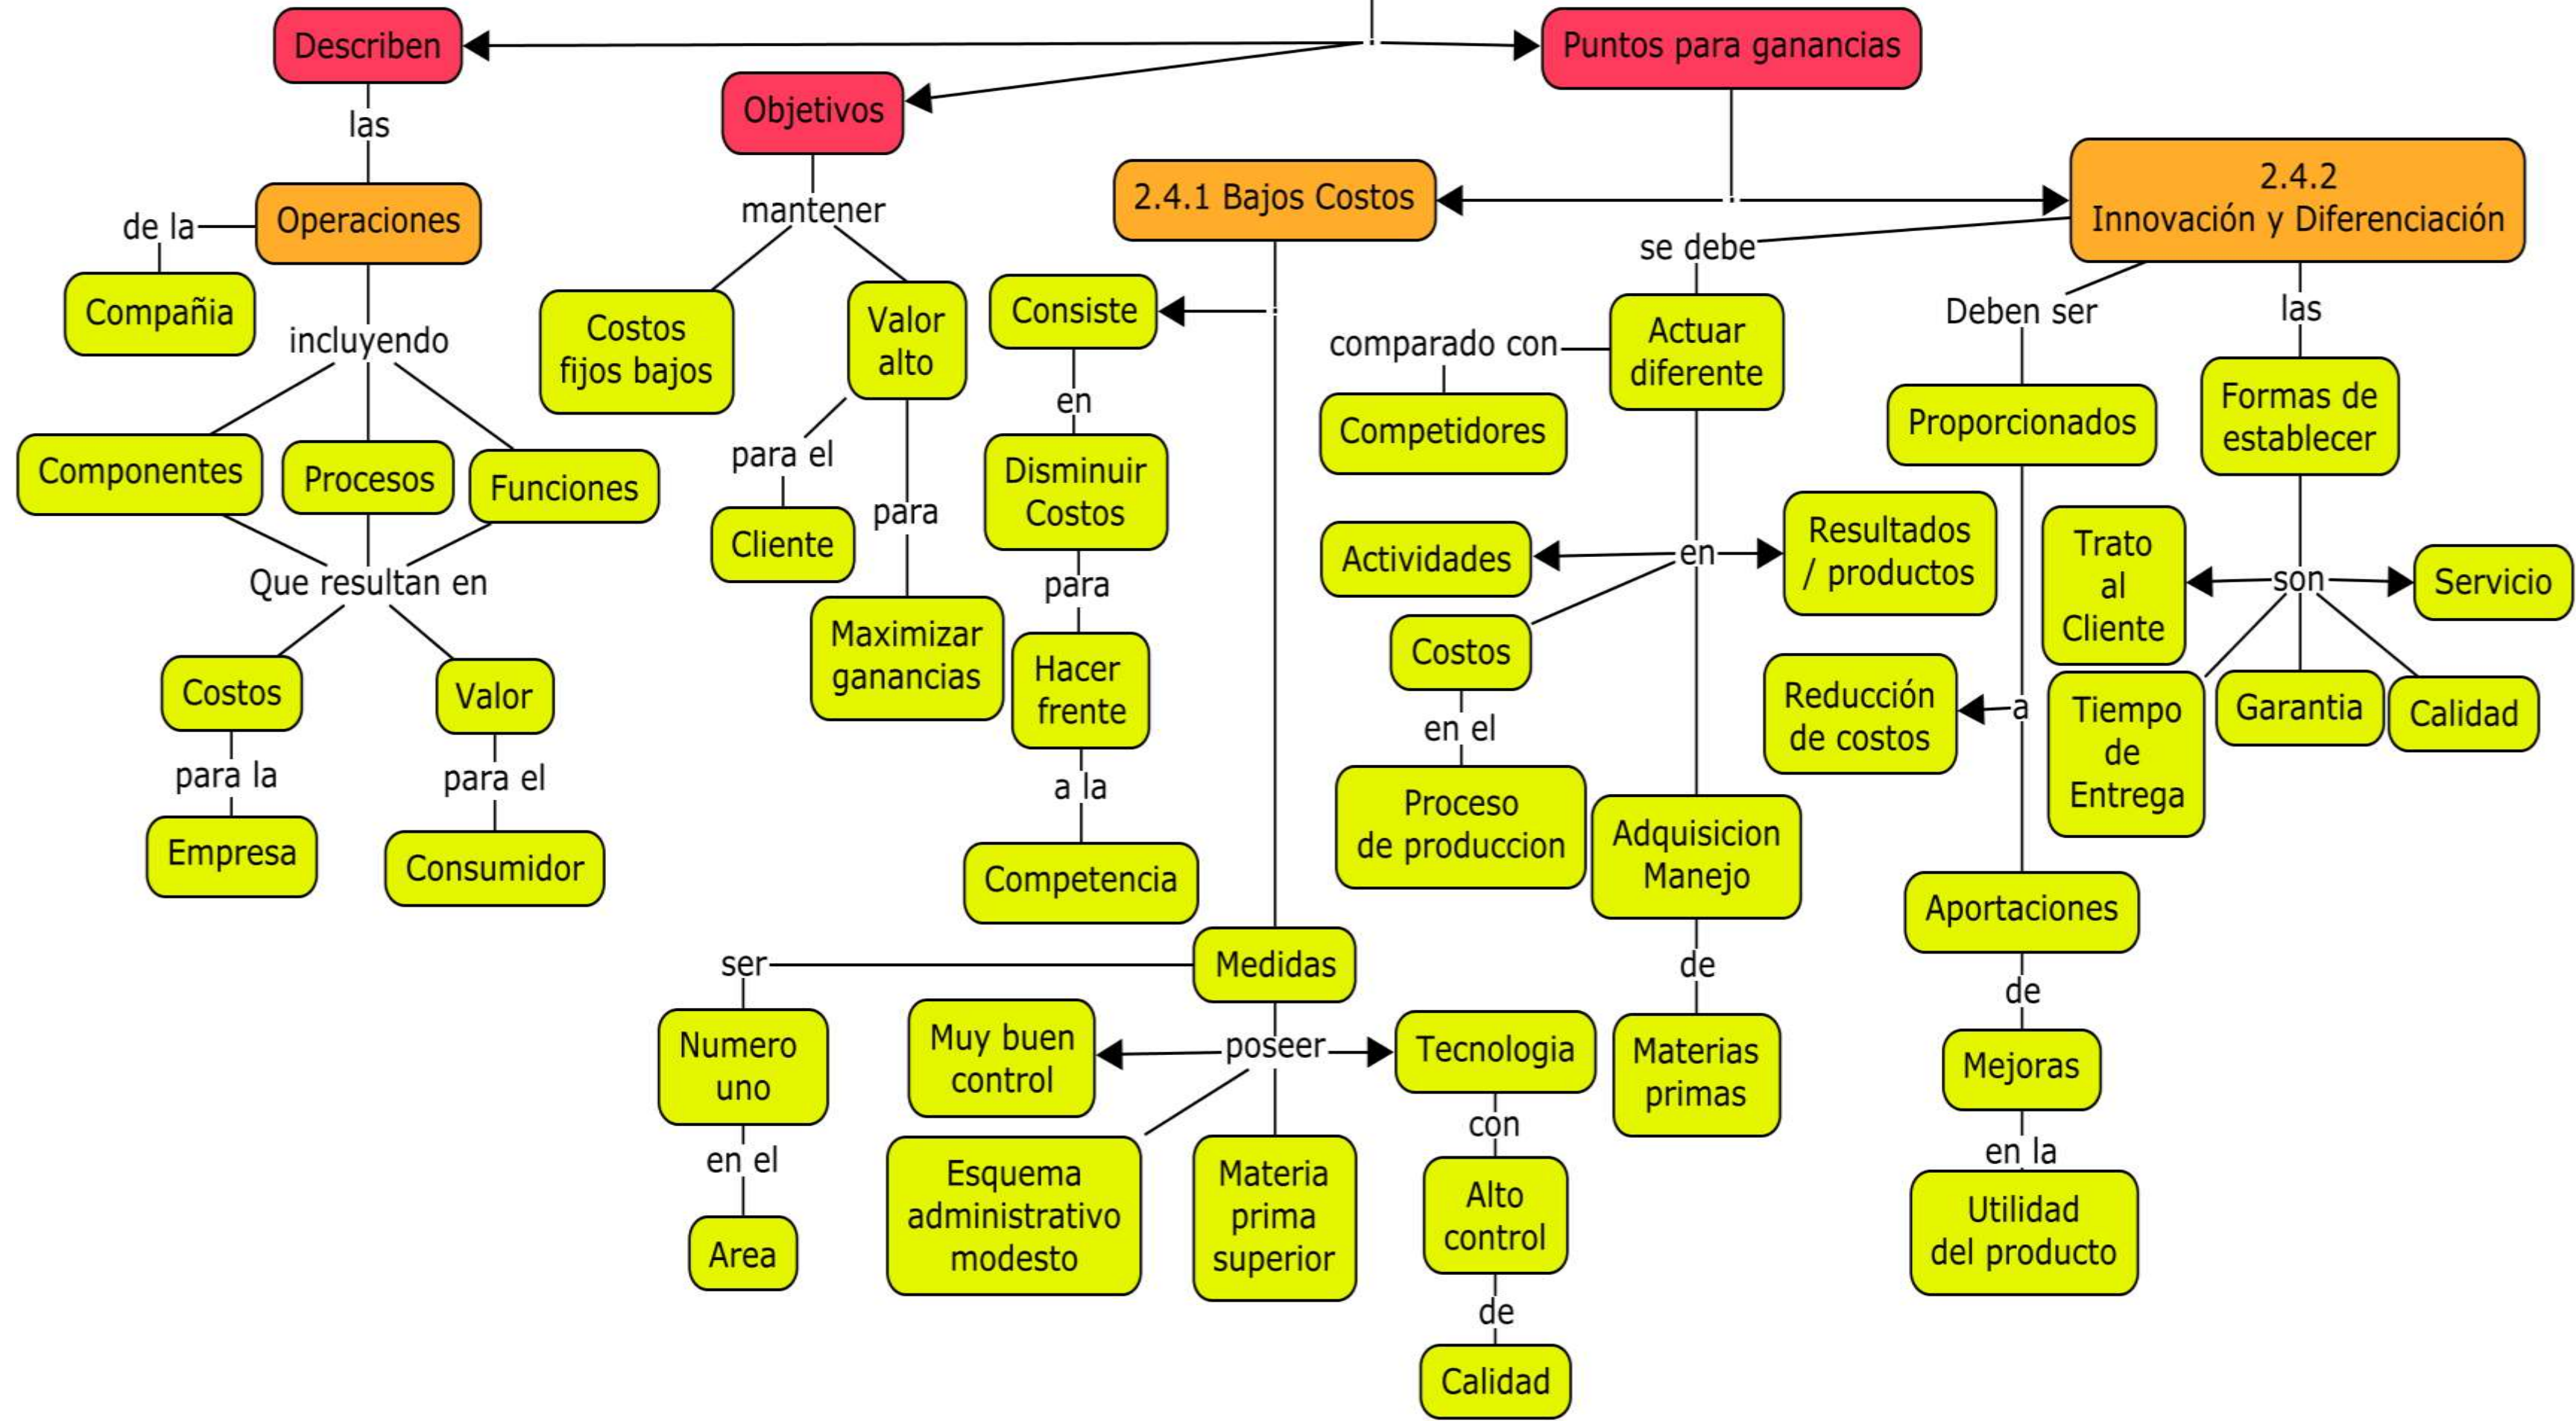 Describen
las
Operaciones
de la
Compañia
incluyendo
Componentes
Procesos
Funciones
Que resultan en
Costos
para la
Empresa
Valor
para el
Consumidor
Objetivos
mantener
Costos
fijos bajos
Valor
alto
para el
Cliente
para
Maximizar
ganancias
Puntos para ganancias
2.4.1 Bajos Costos
Consiste
en
Disminuir
Costos
para
Hacer
frente
a la
Competencia
Medidas
ser
Numero
uno
en el
Area
poseer
Muy buen
control
Esquema
administrativo
modesto
Materia
prima
superior
Tecnologia
con
Alto
control
de
Calidad
2.4.2
Innovación y Diferenciación
se debe
Actuar
diferente
comparado con
Competidores
en
Actividades
Resultados
/ productos
Costos
en el
Proceso
de produccion
Adquisicion
Manejo
de
Materias
primas
Deben ser
Proporcionados
a
Reducción
de costos
Aportaciones
de
Mejoras
en la
Utilidad
del producto
las
Formas de
establecer
son
Trato
al
Cliente
Servicio
Tiempo
de
Entrega
Garantia
Calidad